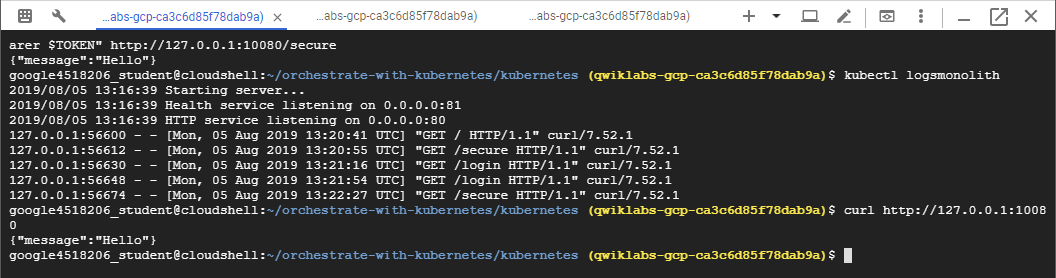 ...abs-gcp-ca3c6d85f78dab9a) × ...abs-gcp-ca3c6d85f78dab9a) ...abs-gcp-ca3c6d85f78dab9a)
arer $TOKEN" http://127.0.0.1:10080/secure
{"message":"Hello"}
google4518206_student@cloudshell:~/orchestrate-with-kubernetes/kubernetes (qwiklabs-gcp-ca3c6d85f78dab9a)$ kubectl logsmonolith
2019/08/05 13:16:39 Starting server...
2019/08/05 13:16:39 Health service listening on 0.0.0.0:81
2019/08/05 13:16:39 HTTP service listening on 0.0.0.0:80
127.0.0.1:56600 - - [Mon, 05 Aug 2019 13:20:41 UTC] "GET / HTTP/1.1" curl/7.52.1
127.0.0.1:56612 - - [Mon, 05 Aug 2019 13:20:55 UTC] "GET /secure HTTP/1.1" curl/7.52.1
127.0.0.1:56630 - - [Mon, 05 Aug 2019 13:21:16 UTC] "GET /login HTTP/1.1" curl/7.52.1
127.0.0.1:56648 - - [Mon, 05 Aug 2019 13:21:54 UTC] "GET /login HTTP/1.1" curl/7.52.1
127.0.0.1:56674 - - [Mon, 05 Aug 2019 13:22:27 UTC] "GET /secure HTTP/1.1" curl/7.52.1
google4518206_student@cloudshell:~/orchestrate-with-kubernetes/kubernetes (qwiklabs-gcp-ca3c6d85f78dab9a)$ curl http://127.0.0.1:1008
0
{"message":"Hello"}
google4518206_student@cloudshell:~/orchestrate-with-kubernetes/kubernetes (qwiklabs-gcp-ca3c6d85f78dab9a)$